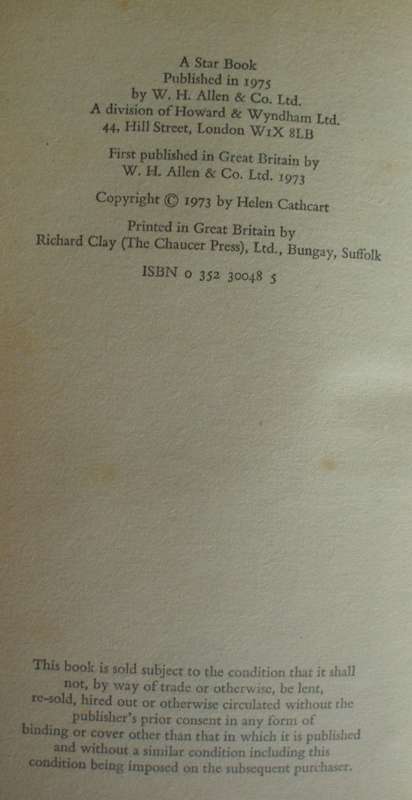 A Star Book
Published in 1975
by W. H. Allen & Co. Ltd.
A division of Howard & Wyndham Ltd.
44, Hill Street, London W1X 8LB
First published in Great Britain by
W. H. Allen & Co. Ltd. 1973
Copyright © 1973 by Helen Cathcart
Printed in Great Britain by
Richard Clay (The Chaucer Press), Ltd., Bungay, Suffolk
ISBN 0 352 30048 5
This book is sold subject to the condition that it shall
not, by way of trade or otherwise, be lent,
re-sold, hired out or otherwise circulated without the
publisher's prior consent in any form of
binding or cover other than that in which it is published
and without a similar condition including this
condition being imposed on the subsequent purchaser.